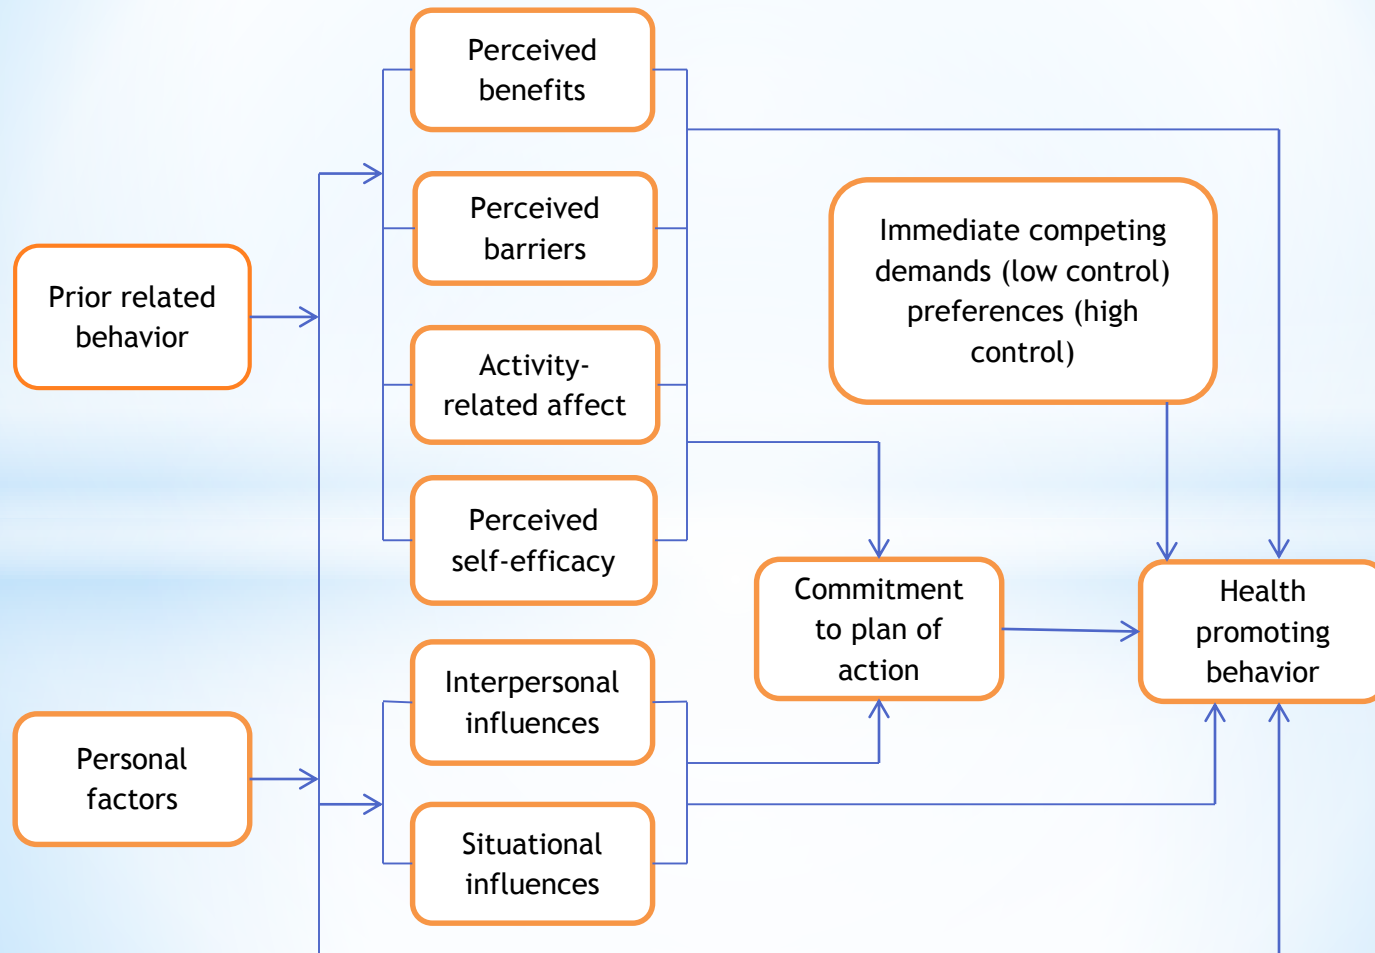 Perceived
benefits
Perceived
barriers
Immediate competing
demands (low control)
preferences (high
control)
Prior related
behavior
Activity-
related affect
Perceived
self-efficacy
Commitment
to plan of
action
Health
promoting
behavior
Interpersonal
influences
Personal
factors
Situational
influences